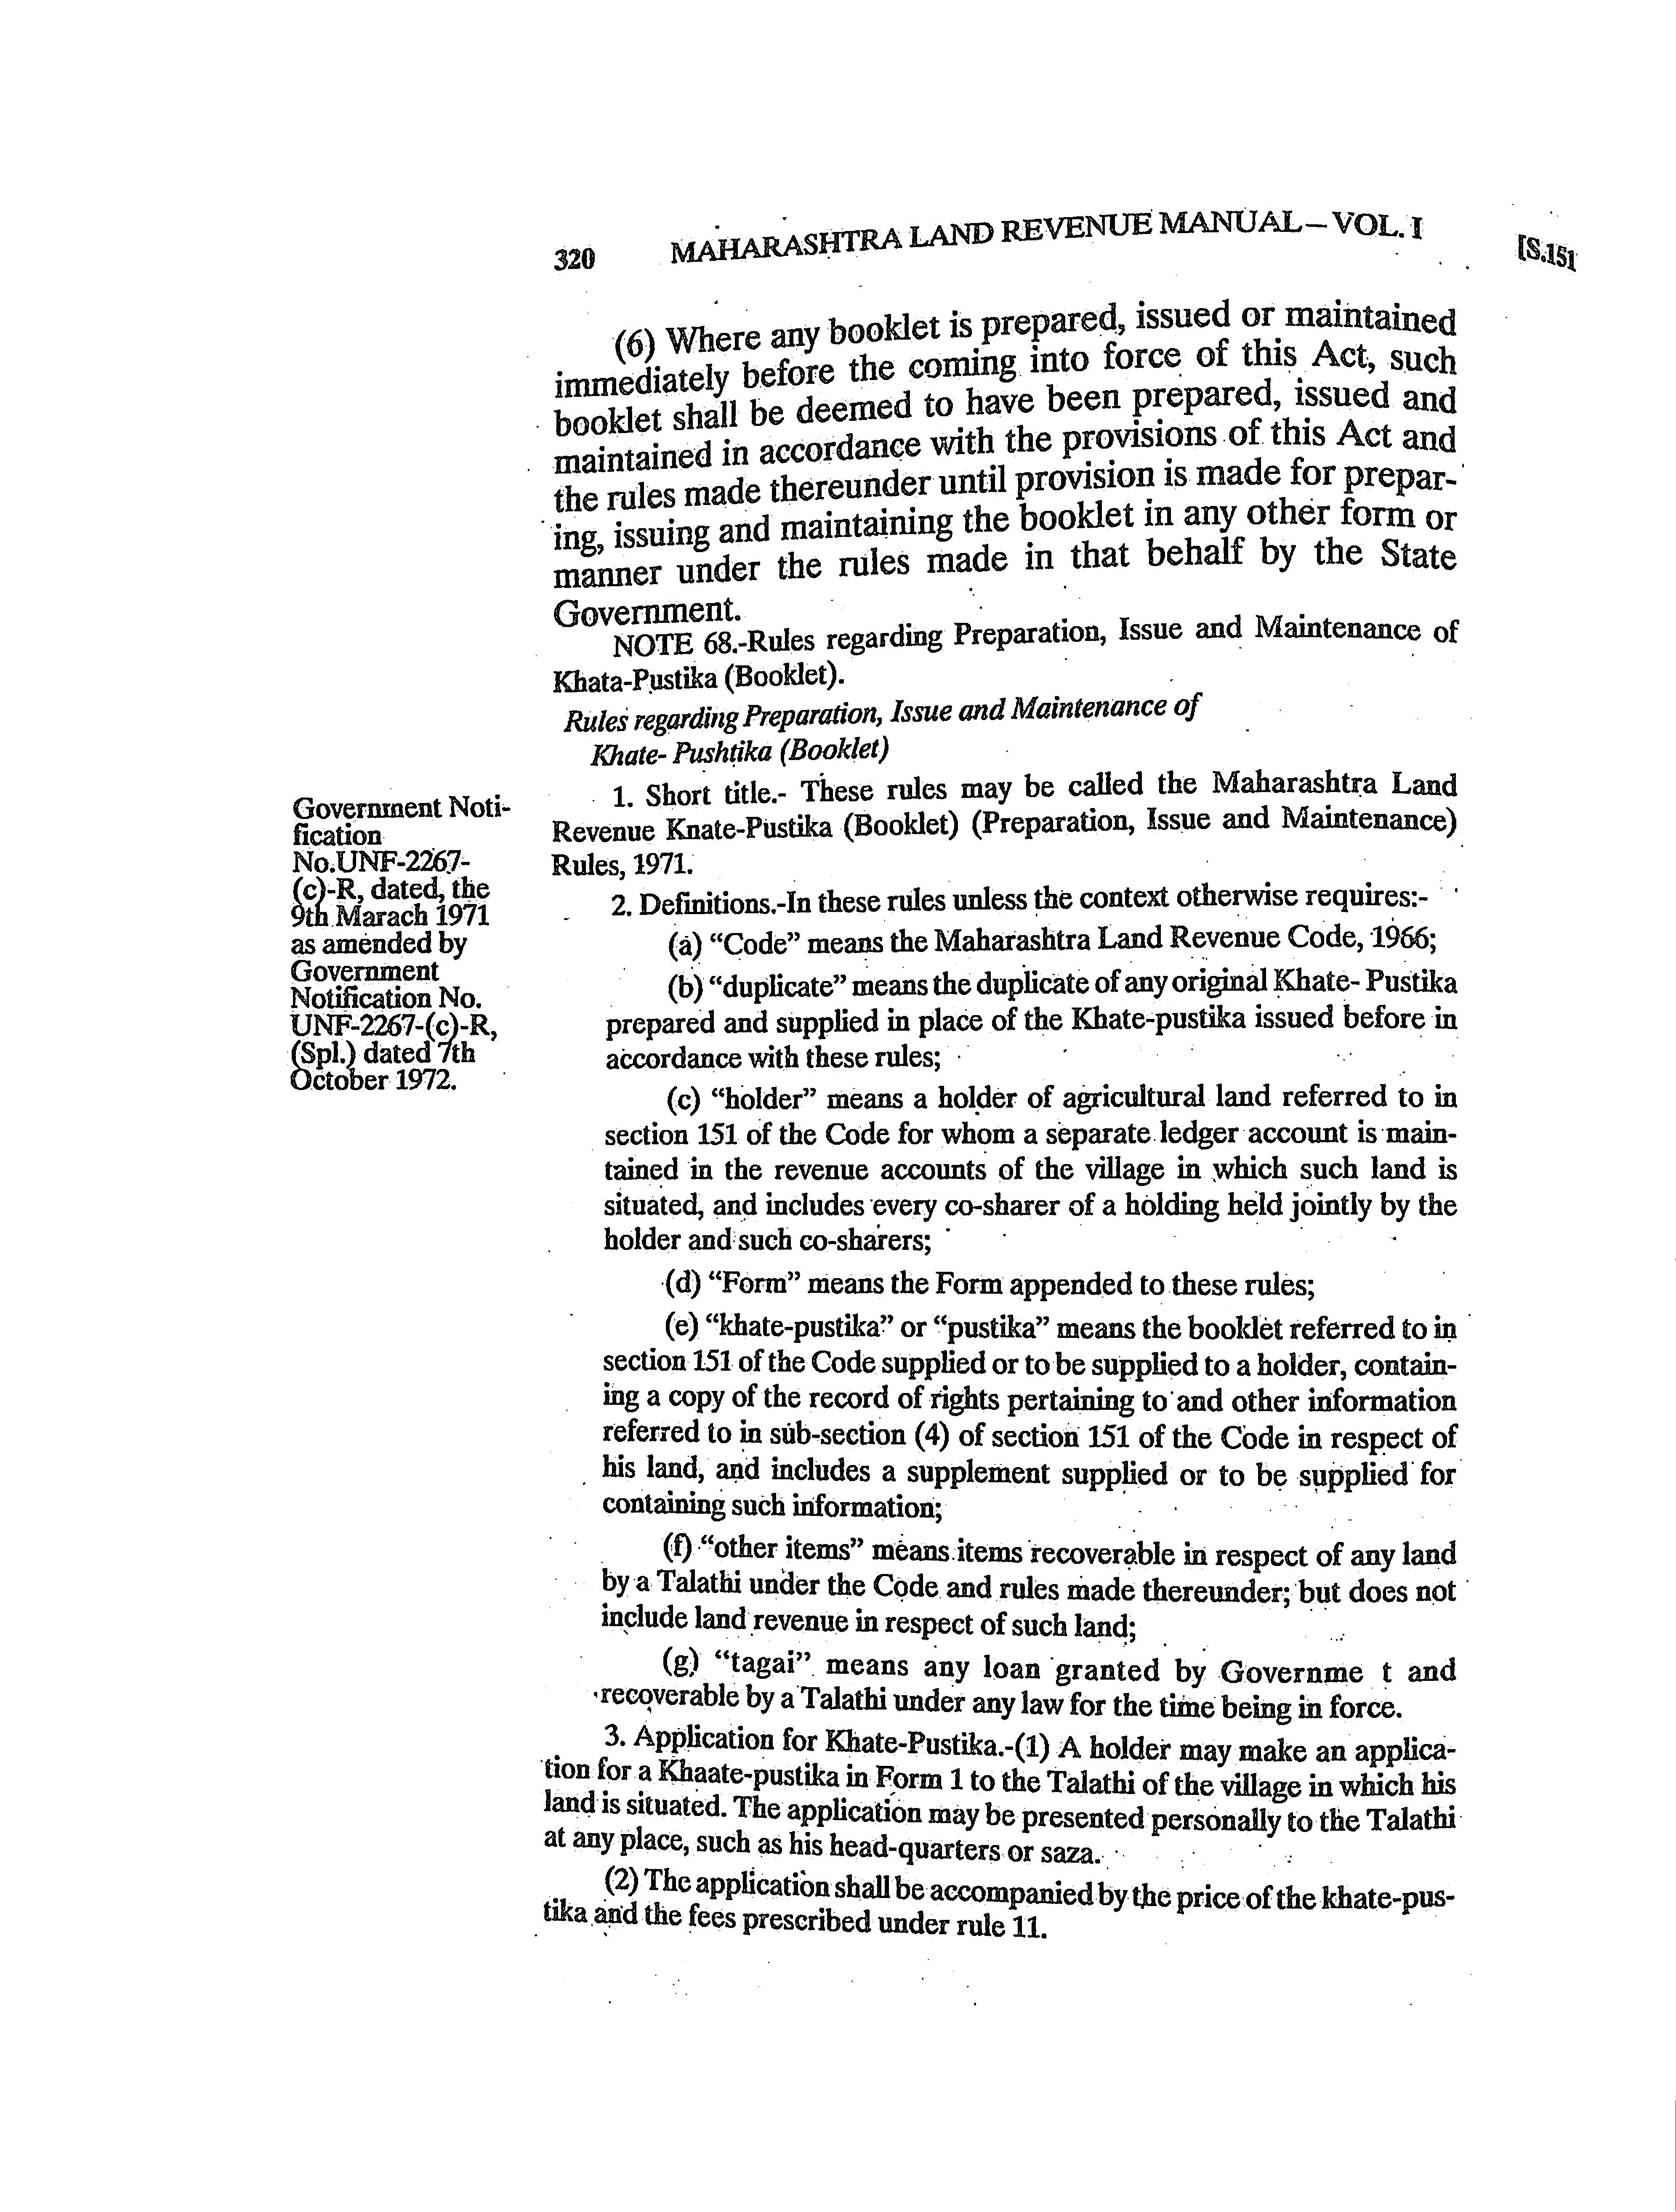 320 MAHARASHTRA LAND REVENUE MANUAL – VOL. I [S.151
(6) Where any booklet is prepared, issued or maintained
immediately before the coming into force of this Act, such
booklet shall be deemed to have been prepared, issued and
maintained in accordance with the provisions of this Act and
the rules made thereunder until provision is made for prepar-
ing, issuing and maintaining the booklet in any other form or
manner under the rules made in that behalf by the State
Government.
NOTE 68.-Rules regarding Preparation, Issue and Maintenance of
Khata-Pustika (Booklet).
Rules regarding Preparation, Issue and Maintenance of
Khate- Pushtika (Booklet)
Government Noti-
fication
No.UNF-2267-
(c)-R, dated, the
9th Marach 1971
as amended by
Government
Notification No.
UNF-2267-(c)-R,
(Spl.) dated 7th
October 1972.
1. Short title.- These rules may be called the Maharashtra Land
Revenue Knate-Pustika (Booklet) (Preparation, Issue and Maintenance)
Rules, 1971.
2. Definitions.-In these rules unless the context otherwise requires:-
(a) “Code” means the Maharashtra Land Revenue Code, 1966;
(b) “duplicate” means the duplicate of any original Khate- Pustika
prepared and supplied in place of the Khate-pustika issued before in
accordance with these rules;
(c) “holder” means a holder of agricultural land referred to in
section 151 of the Code for whom a separate ledger account is main-
tained in the revenue accounts of the village in which such land is
situated, and includes every co-sharer of a holding held jointly by the
holder and such co-sharers;
(d) “Form” means the Form appended to these rules;
(e) “khate-pustika” or “pustika” means the booklet referred to in
section 151 of the Code supplied or to be supplied to a holder, contain-
ing a copy of the record of rights pertaining to and other information
referred to in sub-section (4) of section 151 of the Code in respect of
his land, and includes a supplement supplied or to be supplied for
containing such information;
(f) “other items” means items recoverable in respect of any land
by a Talathi under the Code and rules made thereunder; but does not
include land revenue in respect of such land;
(g) “tagai” means any loan granted by Governme t and
recoverable by a Talathi under any law for the time being in force.
3. Application for Khate-Pustika.-(1) A holder may make an applica-
tion for a Khaate-pustika in Form 1 to the Talathi of the village in which his
land is situated. The application may be presented personally to the Talathi
at any place, such as his head-quarters or saza.
(2) The application shall be accompanied by the price of the khate-pus-
tika and the fees prescribed under rule 11.